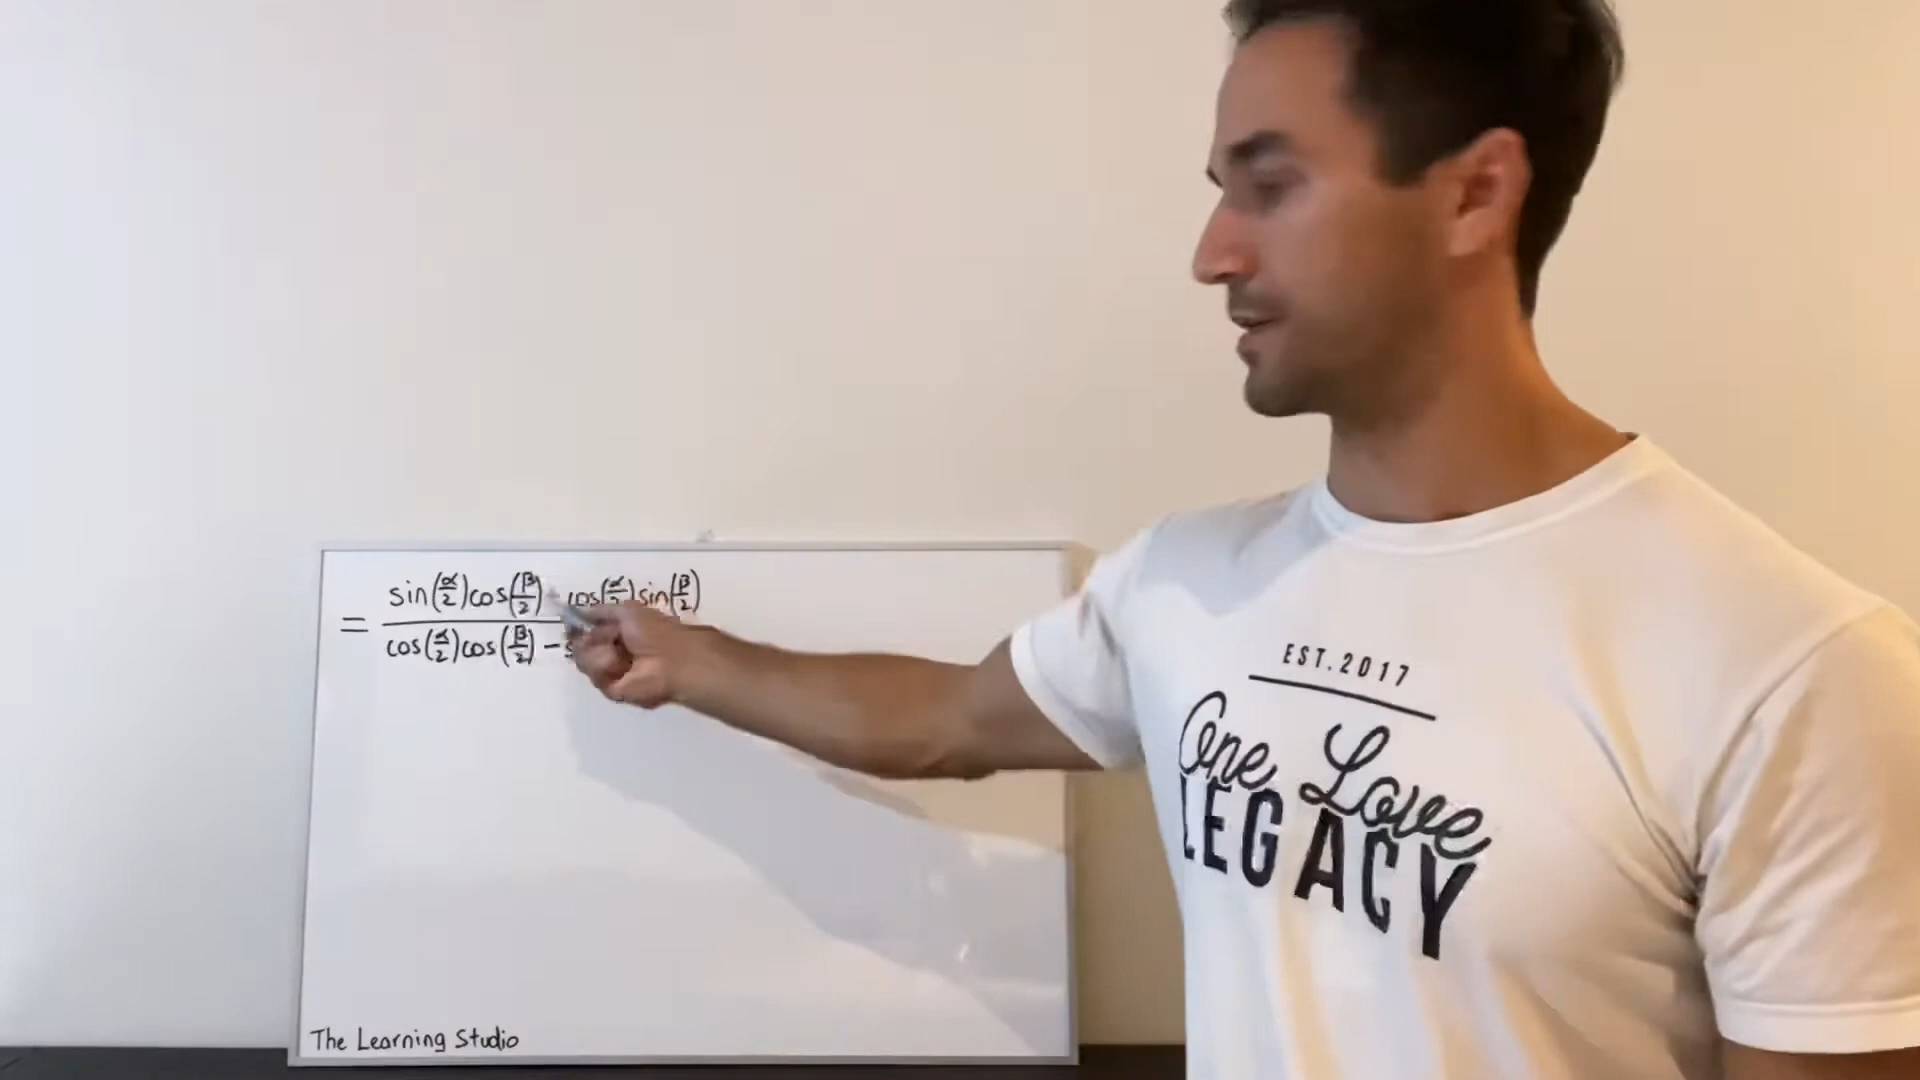 sin(α/2)cos(β/2) cos(α/2)sin(β/2)
=
cos(α/2)cos(β/2) - s
The Learning Studio
EST.2017
One Love
LEGACY